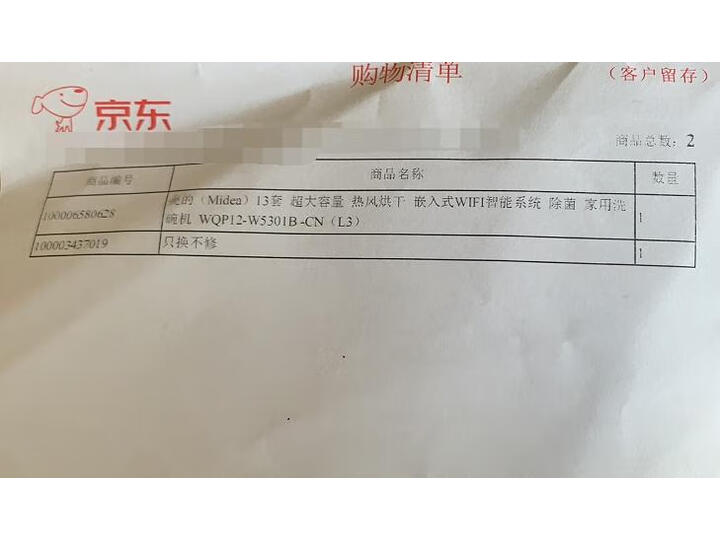 购物清单
（客户留存）
京东
商品总数：2
商品编号 商品名称 数量
100006580628 美的（Midea）13套 超大容量 热风烘干 嵌入式WIFI智能系统 除菌 家用洗
碗机 WQP12-W5301B-CN（L3） 1
100003437019 只换不修 1